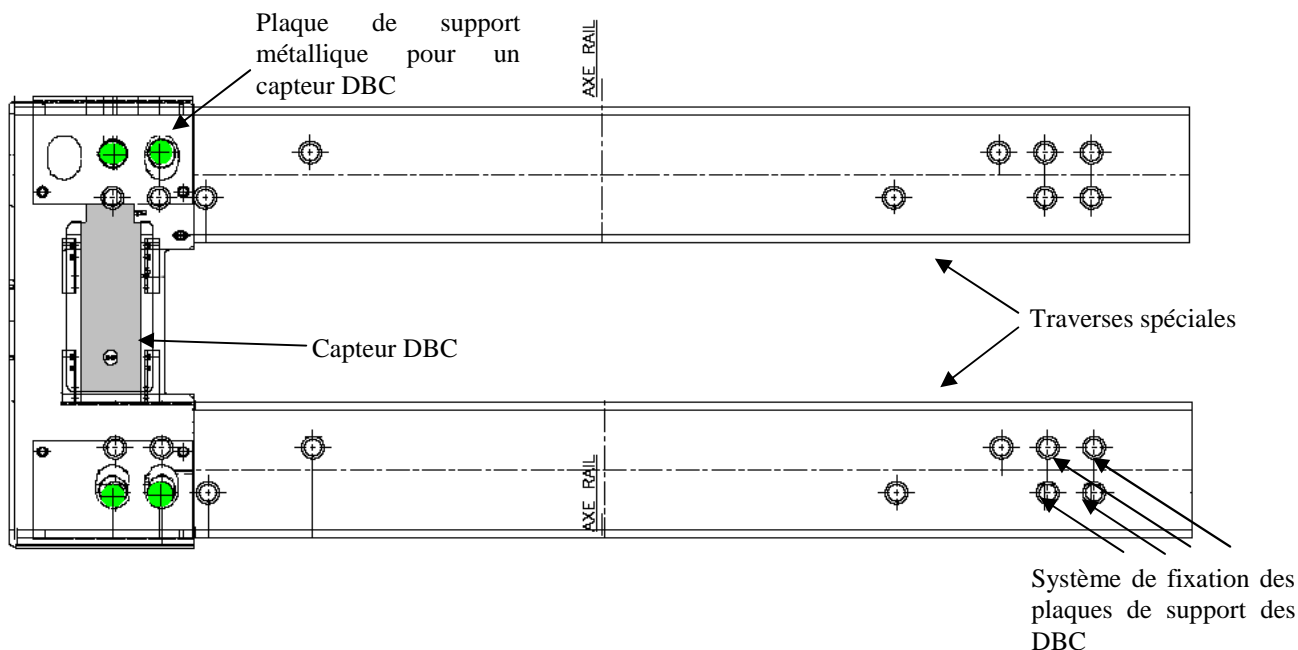 Plaque de support
métallique pour un
capteur DBC
AXE RAIL
Traverses spéciales
Capteur DBC
AXE RAIL
Système de fixation des
plaques de support des
DBC